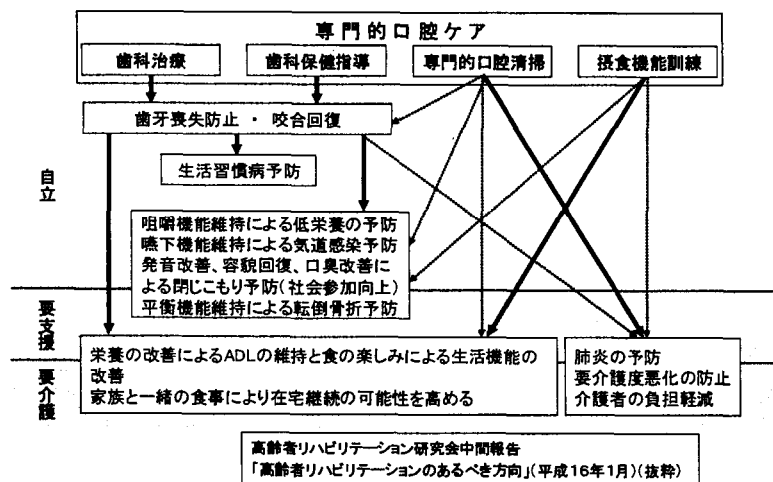 専門的口腔ケア
歯科治療
歯科保健指導
専門的口腔清掃
摂食機能訓練
歯牙喪失防止 ・ 咬合回復
生活習慣病予防
自立
咀嚼機能維持による低栄養の予防
嚥下機能維持による気道感染予防
発音改善、容貌回復、口臭改善に
よる閉じこもり予防(社会参加向上)
平衡機能維持による転倒骨折予防
要支援
栄養の改善によるADLの維持と食の楽しみによる生活機能の
改善
家族と一緒の食事により在宅継続の可能性を高める
肺炎の予防
要介護度悪化の防止
介護者の負担軽減
要介護
高齢者リハビリテーション研究会中間報告
「高齢者リハビリテーションのあるべき方向」(平成16年1月)(抜粋)